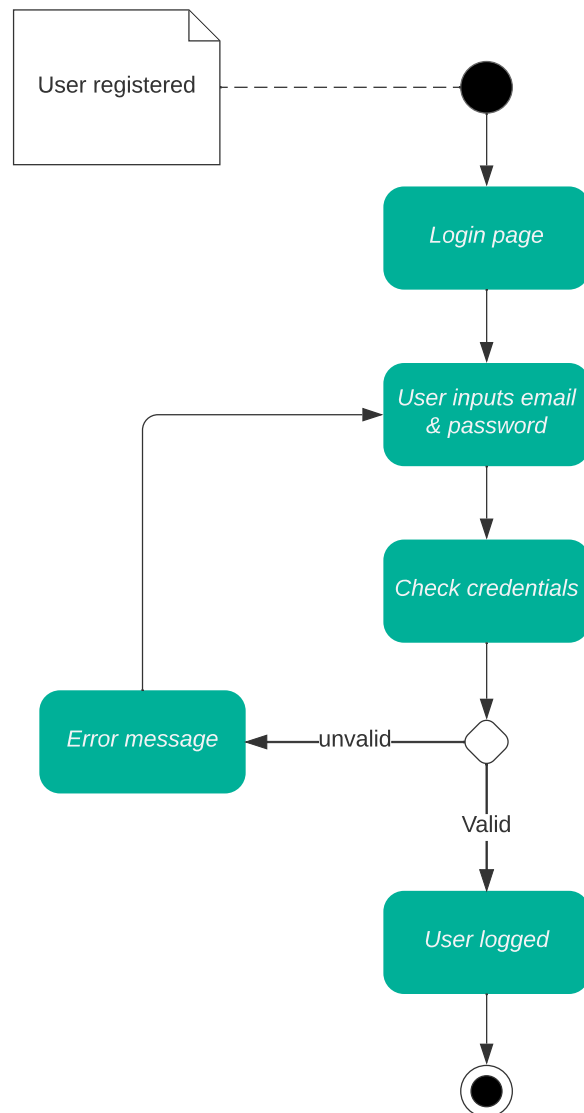 User registered
Login page
User inputs email
& password
Check credentials
Error message
unvalid
Valid
User logged